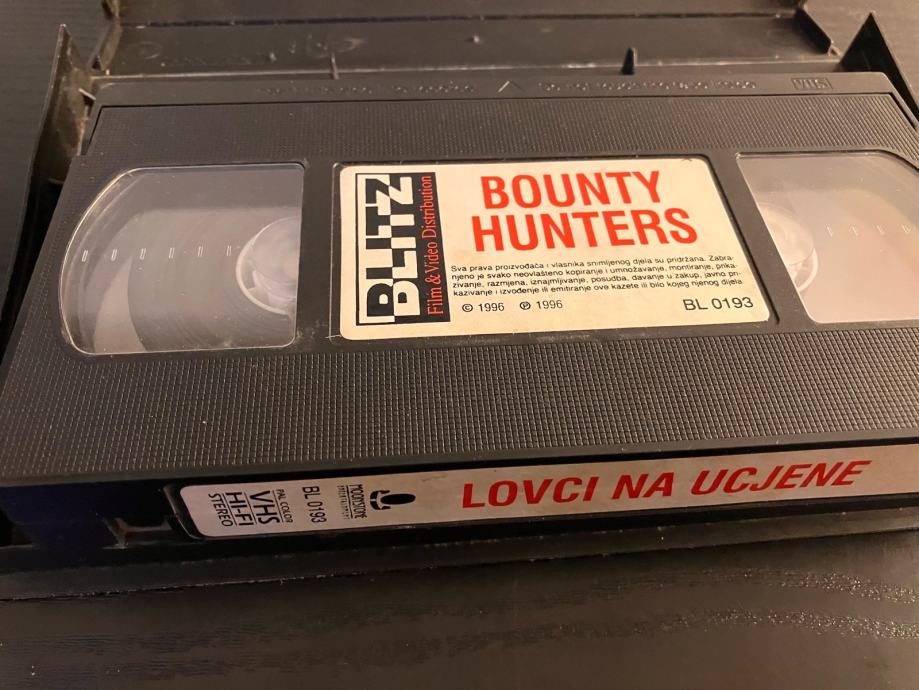 VHS
BLITZ
Film & Video Distribution
BOUNTY
HUNTERS
Sva prava proizvođača i vlasnika snimljenog djela su pridržana. Zabra-
njeno je svako neovlašteno kopiranje i umnožavanje, montiranje, prika-
zivanje, razmjena, iznajmljivanje, posudba, davanje u zakup, javno pri-
kazivanje i izvođenje ili emitiranje ove kazete ili bilo kojeg njenog dijela
© 1996 ℗ 1996
BL 0193
LOVCI NA UCJENE
MOONSTONE
ENTERTAINMENT
BL 0193
PAL COLOR
VHS
HI-FI
STEREO